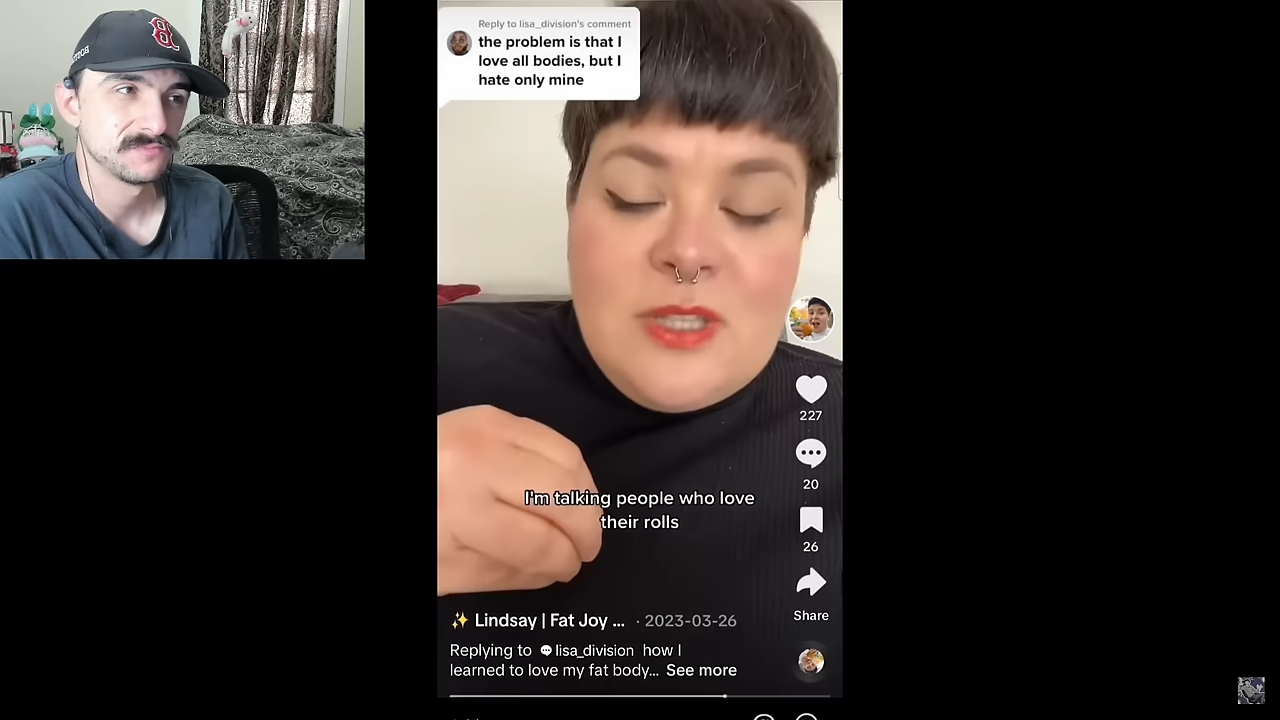 Reply to lisa_division's comment
the problem is that I
love all bodies, but I
hate only mine
B
227
20
26
Share
I'm talking people who love
their rolls
✨ Lindsay | Fat Joy ... · 2023-03-26
Replying to 💬lisa_division how I
learned to love my fat body... See more